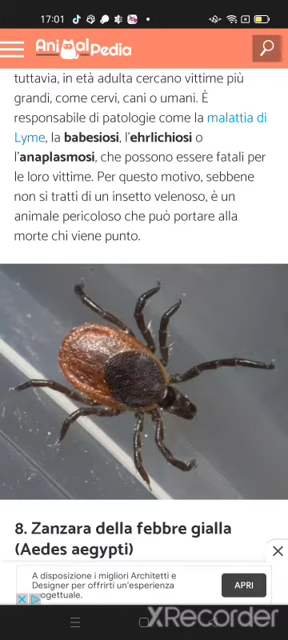 17:01
AnimalPedia
tuttavia, in età adulta cercano vittime più
grandi, come cervi, cani o umani. È
responsabile di patologie come la malattia di
Lyme, la babesiosi, l'ehrlichiosi o
l'anaplasmosi, che possono essere fatali per
le loro vittime. Per questo motivo, sebbene
non si tratti di un insetto velenoso, è un
animale pericoloso che può portare alla
morte chi viene punto.
8. Zanzara della febbre gialla
(Aedes aegypti)
A disposizione i migliori Architetti e
Designer per offrirti un'esperienza
progettuale.
APRI
XRecorder